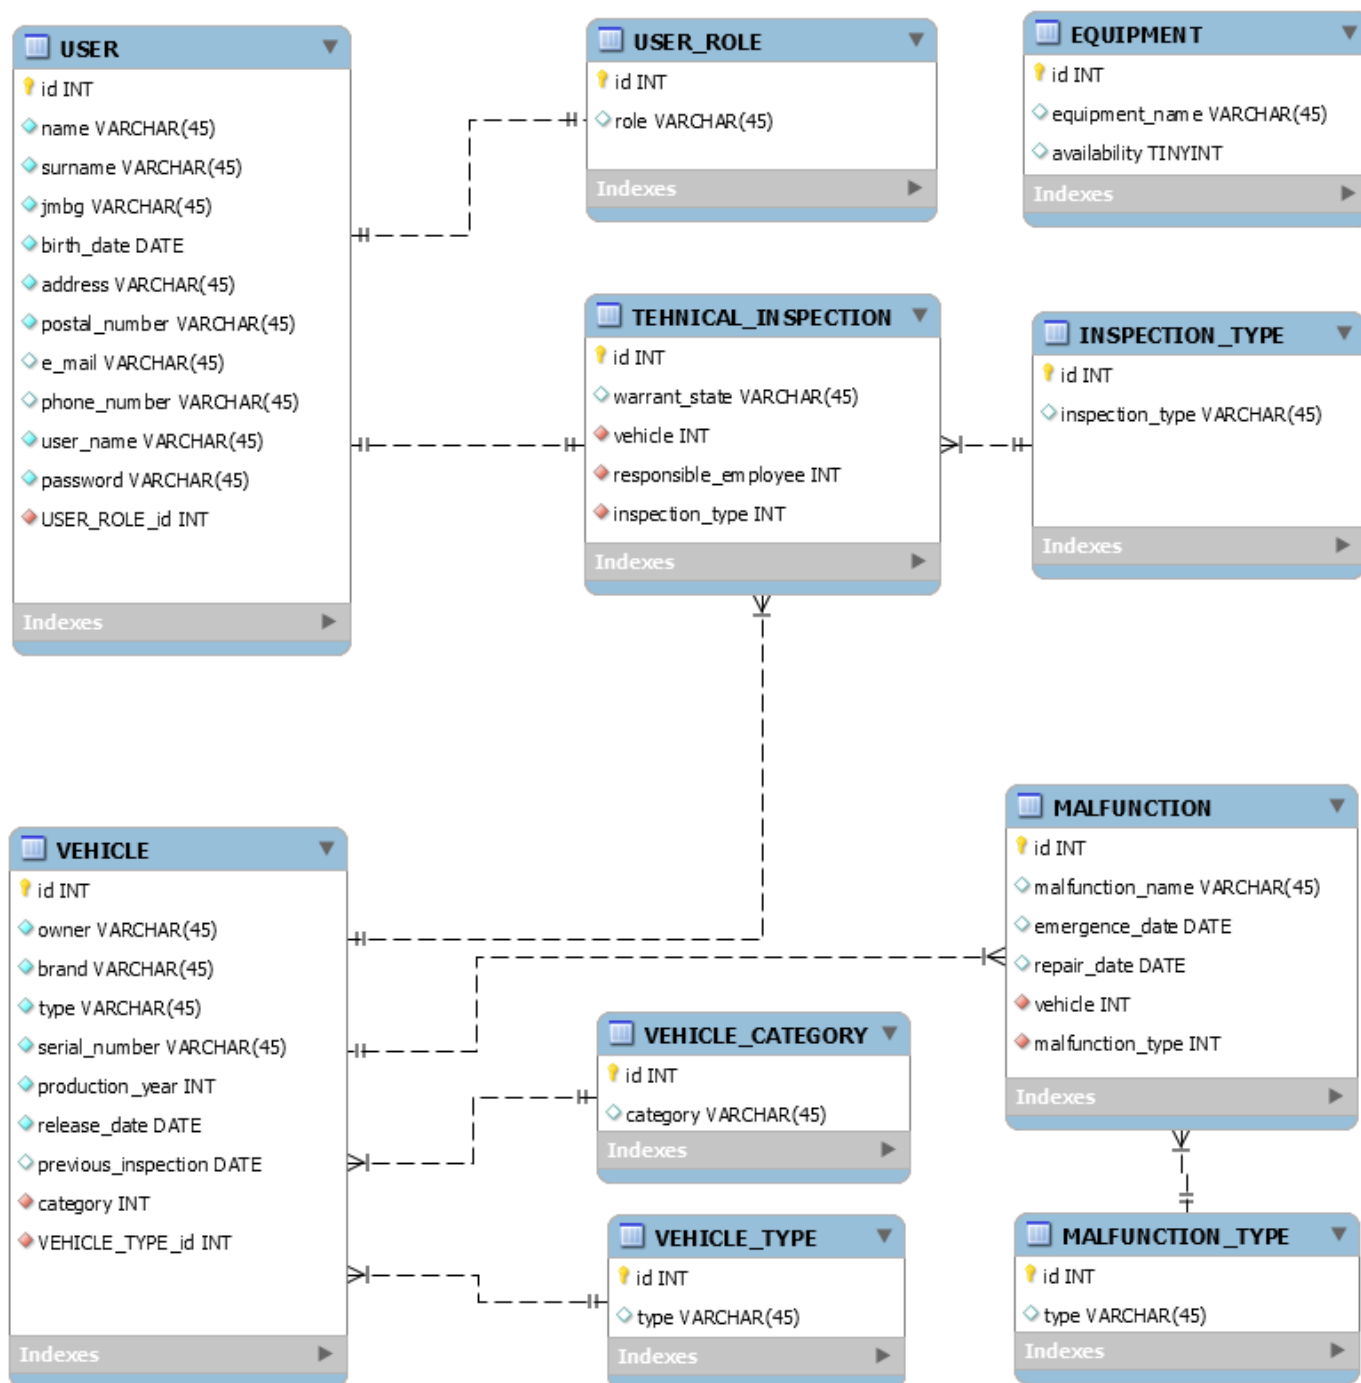 USER
id INT
name VARCHAR(45)
surname VARCHAR(45)
jmbg VARCHAR(45)
birth_date DATE
address VARCHAR(45)
postal_number VARCHAR(45)
e_mail VARCHAR(45)
phone_number VARCHAR(45)
user_name VARCHAR(45)
password VARCHAR(45)
USER_ROLE_id INT
Indexes
USER_ROLE
id INT
role VARCHAR(45)
Indexes
EQUIPMENT
id INT
equipment_name VARCHAR(45)
availability TINYINT
Indexes
TEHNICAL_INSPECTION
id INT
warrant_state VARCHAR(45)
vehicle INT
responsible_employee INT
inspection_type INT
Indexes
INSPECTION_TYPE
id INT
inspection_type VARCHAR(45)
Indexes
VEHICLE
id INT
owner VARCHAR(45)
brand VARCHAR(45)
type VARCHAR(45)
serial_number VARCHAR(45)
production_year INT
release_date DATE
previous_inspection DATE
category INT
VEHICLE_TYPE_id INT
Indexes
VEHICLE_CATEGORY
id INT
category VARCHAR(45)
Indexes
VEHICLE_TYPE
id INT
type VARCHAR(45)
Indexes
MALFUNCTION
id INT
malfunction_name VARCHAR(45)
emergence_date DATE
repair_date DATE
vehicle INT
malfunction_type INT
Indexes
MALFUNCTION_TYPE
id INT
type VARCHAR(45)
Indexes